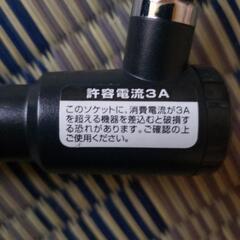 許容電流3A
このソケットに、消費電流が3A
を超える機器を差込むと破損す
る恐れがあります。ご確認の上
ご使用ください。